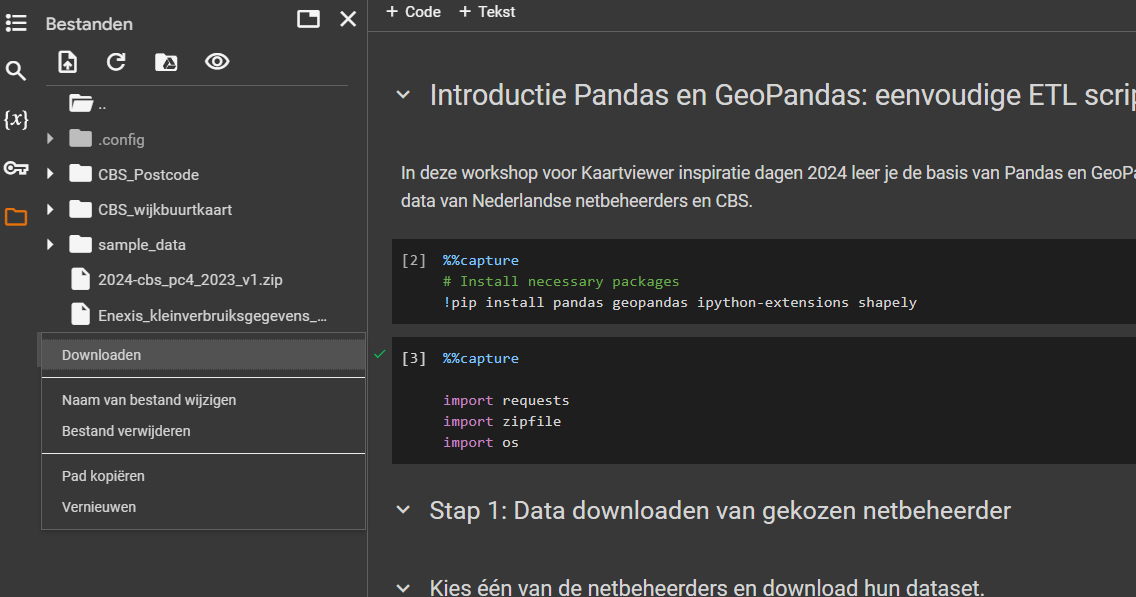 Bestanden
..
.config
CBS_Postcode
CBS_wijkbuurtkaart
sample_data
2024-cbs_pc4_2023_v1.zip
Enexis_kleinverbruiksgegevens_...
Downloaden
Naam van bestand wijzigen
Bestand verwijderen
Pad kopiëren
Vernieuwen
{x}
+ Code + Tekst
Introductie Pandas en GeoPandas: eenvoudige ETL scrip
In deze workshop voor Kaartviewer inspiratie dagen 2024 leer je de basis van Pandas en GeoPa
data van Nederlandse netbeheerders en CBS.
[2] %%capture
# Install necessary packages
!pip install pandas geopandas ipython-extensions shapely
[3] %%capture
import requests
import zipfile
import os
Stap 1: Data downloaden van gekozen netbeheerder
Kies één van de netbeheerders en download hun dataset.